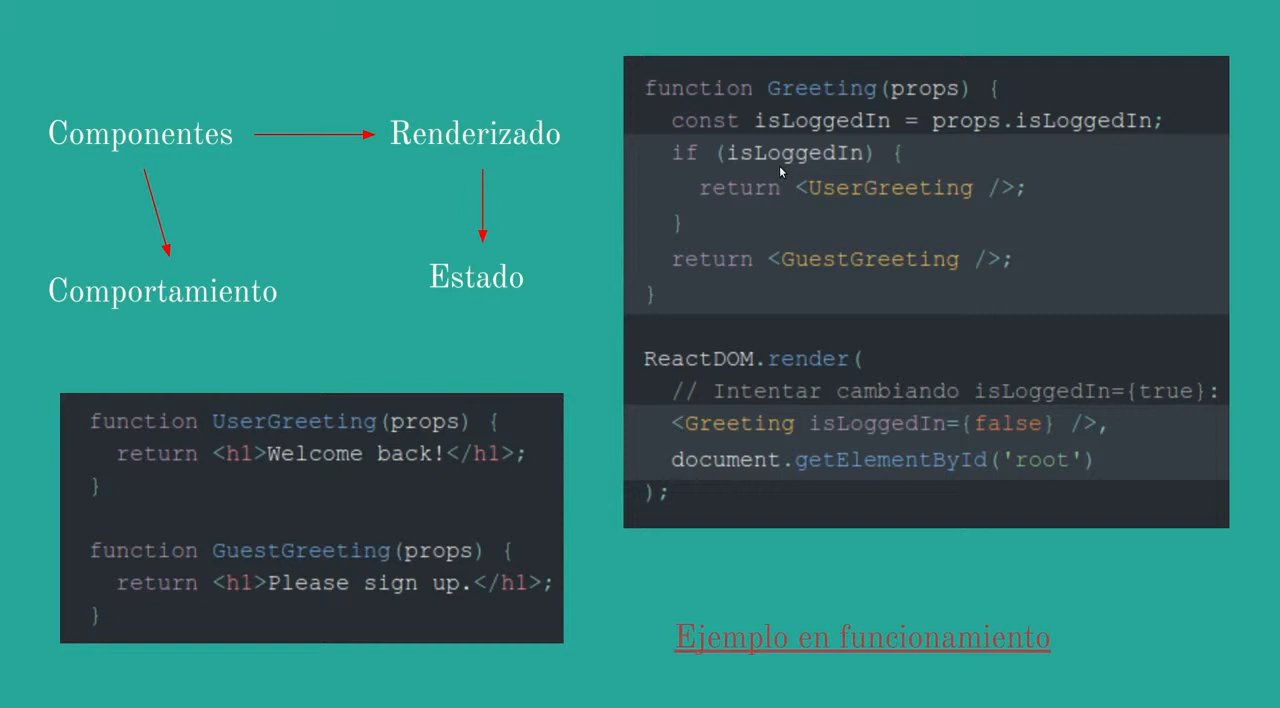 Componentes
Renderizado
Comportamiento
Estado
function UserGreeting(props) {
  return <h1>Welcome back!</h1>;
}
function GuestGreeting(props) {
  return <h1>Please sign up.</h1>;
}
function Greeting(props) {
  const isLoggedIn = props.isLoggedIn;
  if (isLoggedIn) {
    return <UserGreeting />;
  }
  return <GuestGreeting />;
}
ReactDOM.render(
  // Intentar cambiando isLoggedIn={true}:
  <Greeting isLoggedIn={false} />,
  document.getElementById('root')
);
Ejemplo en funcionamiento